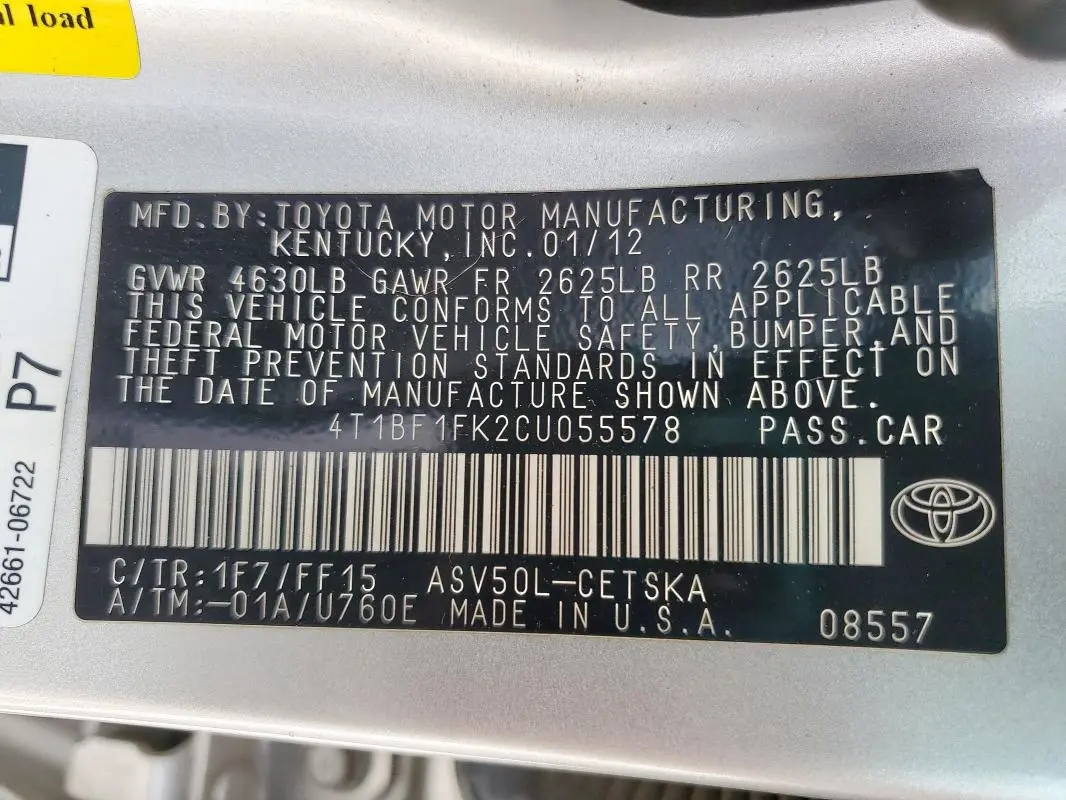 al load
P7
42661-06722
MFD.BY:TOYOTA MOTOR MANUFACTURING,
KENTUCKY,INC.01/12
GVWR 4630LB GAWR FR 2625LB RR 2625LB
THIS VEHICLE CONFORMS TO ALL APPLICABLE
FEDERAL MOTOR VEHICLE SAFETY,BUMPER,AND
THEFT PREVENTION STANDARDS IN EFFECT ON
THE DATE OF MANUFACTURE SHOWN ABOVE.
4T1BF1FK2CU055578 PASS.CAR
C/TR:1F7/FF15 ASV50L-CETSKA
A/TM:-01A/U760E MADE IN U.S.A. 08557